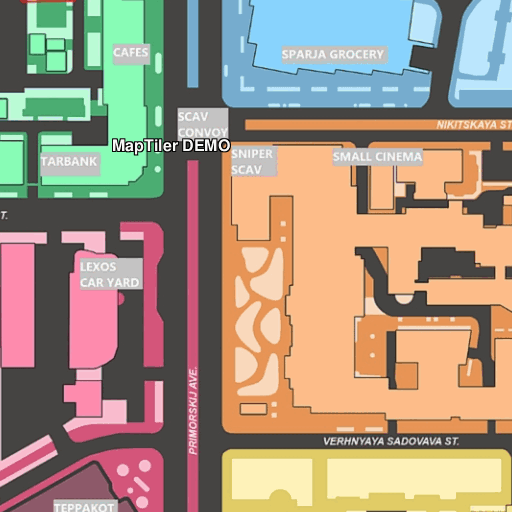 CAFES
SPARJA GROCERY
SCAV
CONVOY
NIKITSKAYA ST
MapTiler DEMO
TARBANK
SNIPER
SCAV
SMALL CINEMA
T.
LEXOS
CAR YARD
PRIMORSKIJ AVE.
VERHNYAYA SADOVAVA ST.
TEPPAKOT